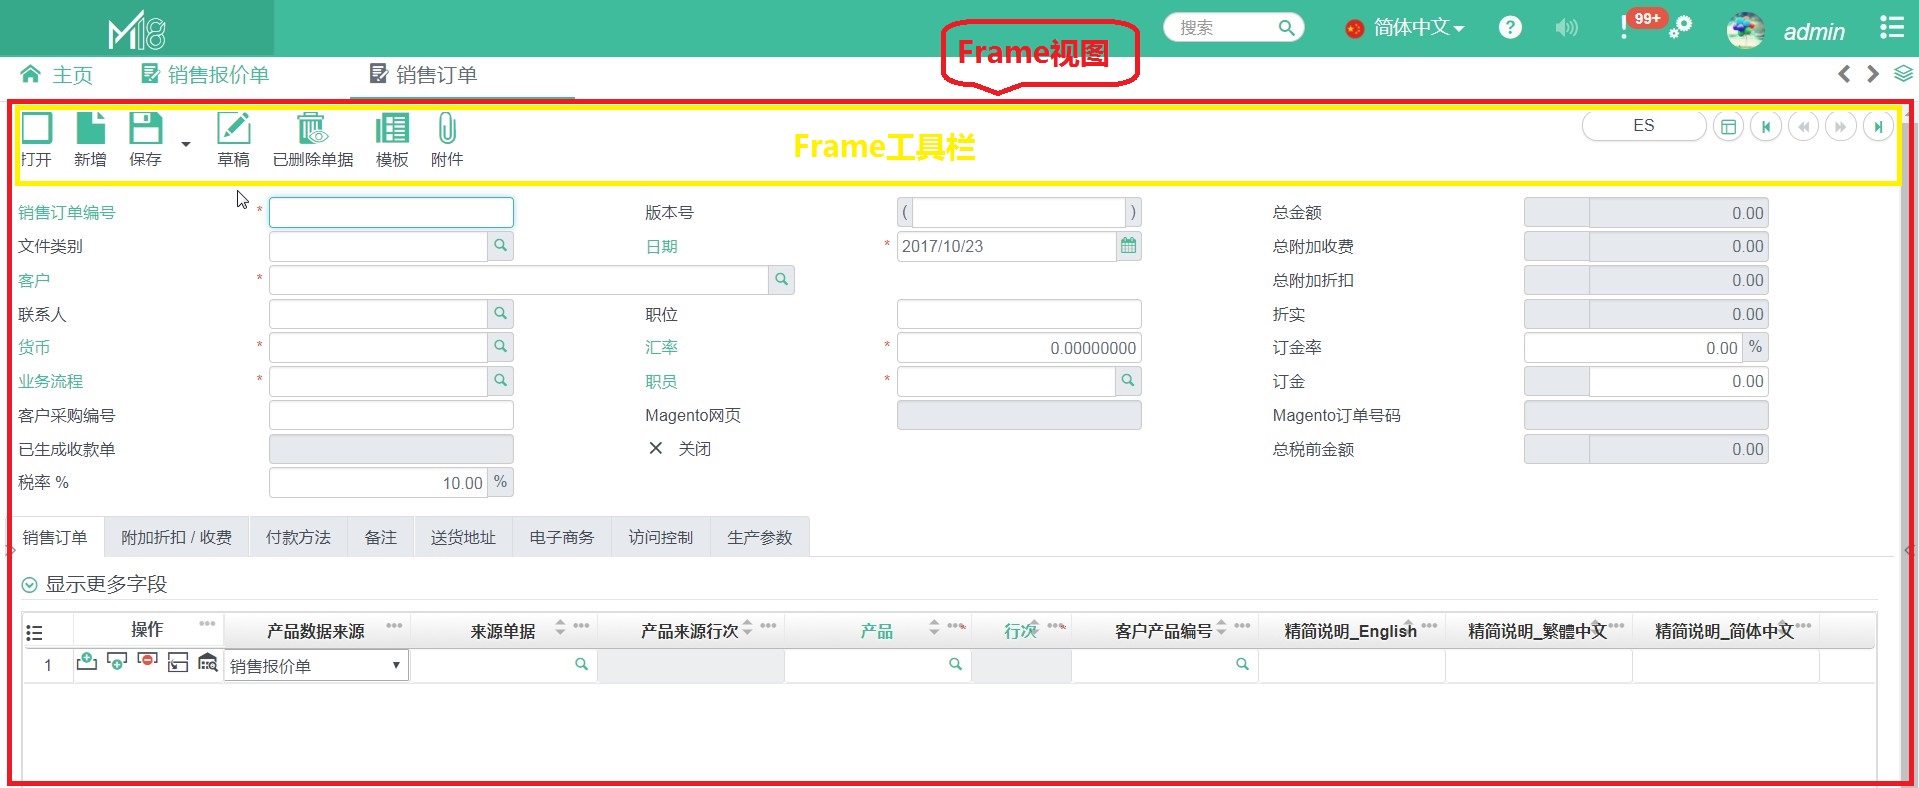 M18
搜索
简体中文
99+
admin
Frame视图
主页
销售报价单
销售订单
打开
新增
保存
草稿
已删除单据
模板
附件
Frame工具栏
ES
销售订单编号 *
版本号 ( )
总金额 0.00
文件类别
日期 * 2017/10/23
总附加收费 0.00
客户 *
总附加折扣 0.00
联系人
职位
折实 0.00
货币 *
汇率 * 0.00000000
订金率 0.00 %
业务流程 *
职员 *
订金 0.00
客户采购编号
Magento网页
Magento订单号码
已生成收款单
关闭
总税前金额 0.00
税率 % 10.00 %
销售订单 附加折扣 / 收费 付款方法 备注 送货地址 电子商务 访问控制 生产参数
显示更多字段
操作 产品数据来源 来源单据 产品来源行次 产品 * 行次 * 客户产品编号 精简说明_English 精简说明_繁體中文 精简说明_简体中文
1 销售报价单